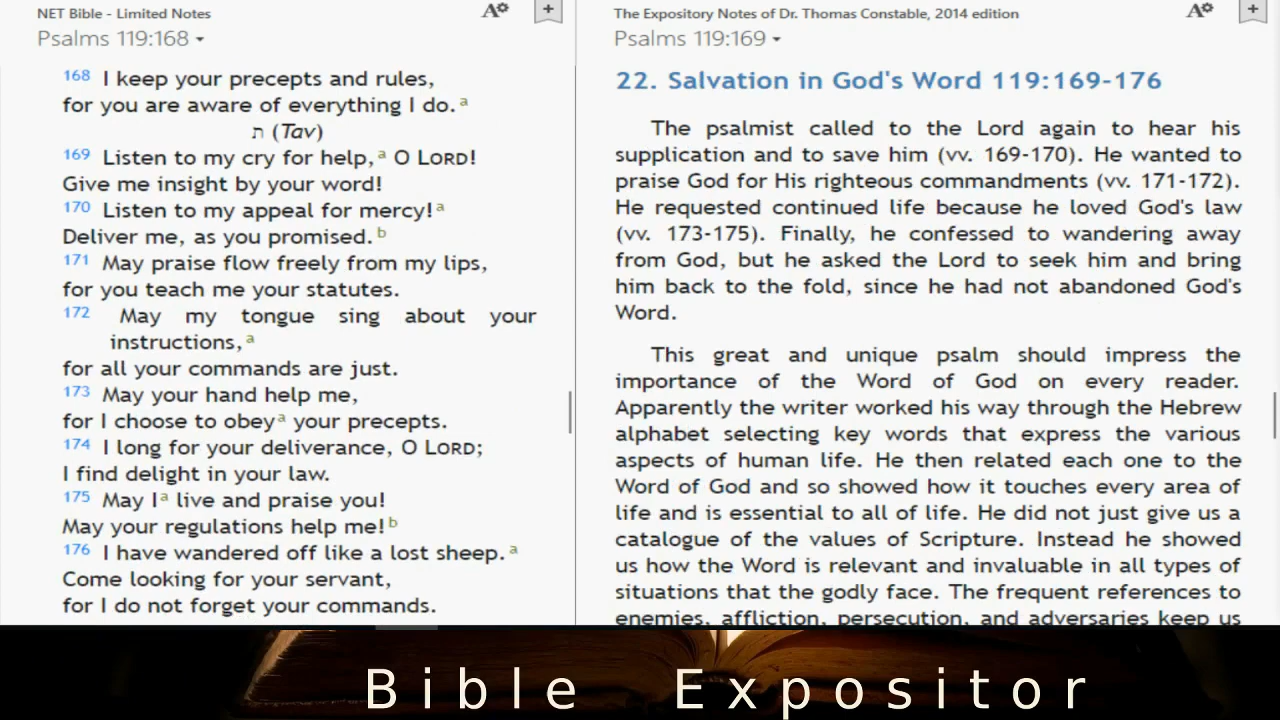 NET Bible - Limited Notes
Psalms 119:168
168 I keep your precepts and rules,
for you are aware of everything I do. a
ת (Tav)
169 Listen to my cry for help, a O LORD!
Give me insight by your word!
170 Listen to my appeal for mercy! a
Deliver me, as you promised. b
171 May praise flow freely from my lips,
for you teach me your statutes.
172 May my tongue sing about your
instructions, a
for all your commands are just.
173 May your hand help me,
for I choose to obey a your precepts.
174 I long for your deliverance, O LORD;
I find delight in your law.
175 May I a live and praise you!
May your regulations help me! b
176 I have wandered off like a lost sheep. a
Come looking for your servant,
for I do not forget your commands.
The Expository Notes of Dr. Thomas Constable, 2014 edition
Psalms 119:169
22. Salvation in God's Word 119:169-176
The psalmist called to the Lord again to hear his
supplication and to save him (vv. 169-170). He wanted to
praise God for His righteous commandments (vv. 171-172).
He requested continued life because he loved God's law
(vv. 173-175). Finally, he confessed to wandering away
from God, but he asked the Lord to seek him and bring
him back to the fold, since he had not abandoned God's
Word.
This great and unique psalm should impress the
importance of the Word of God on every reader.
Apparently the writer worked his way through the Hebrew
alphabet selecting key words that express the various
aspects of human life. He then related each one to the
Word of God and so showed how it touches every area of
life and is essential to all of life. He did not just give us a
catalogue of the values of Scripture. Instead he showed
us how the Word is relevant and invaluable in all types of
situations that the godly face. The frequent references to
enemies, affliction, persecution, and adversaries keep us
Bible Expositor